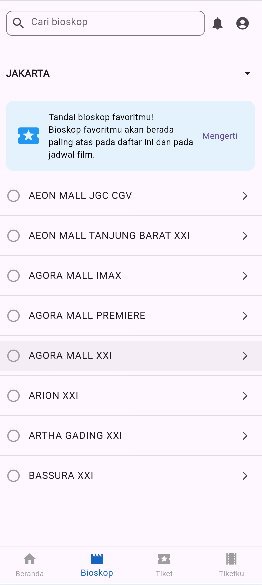 Cari bioskop
JAKARTA
Tandai bioskop favoritmu!
Bioskop favoritmu akan berada
paling atas pada daftar ini dan pada
jadwal film.
Mengerti
AEON MALL JGC CGV
AEON MALL TANJUNG BARAT XXI
AGORA MALL IMAX
AGORA MALL PREMIERE
AGORA MALL XXI
ARION XXI
ARTHA GADING XXI
BASSURA XXI
Beranda
Bioskop
Tiket
Tiketku